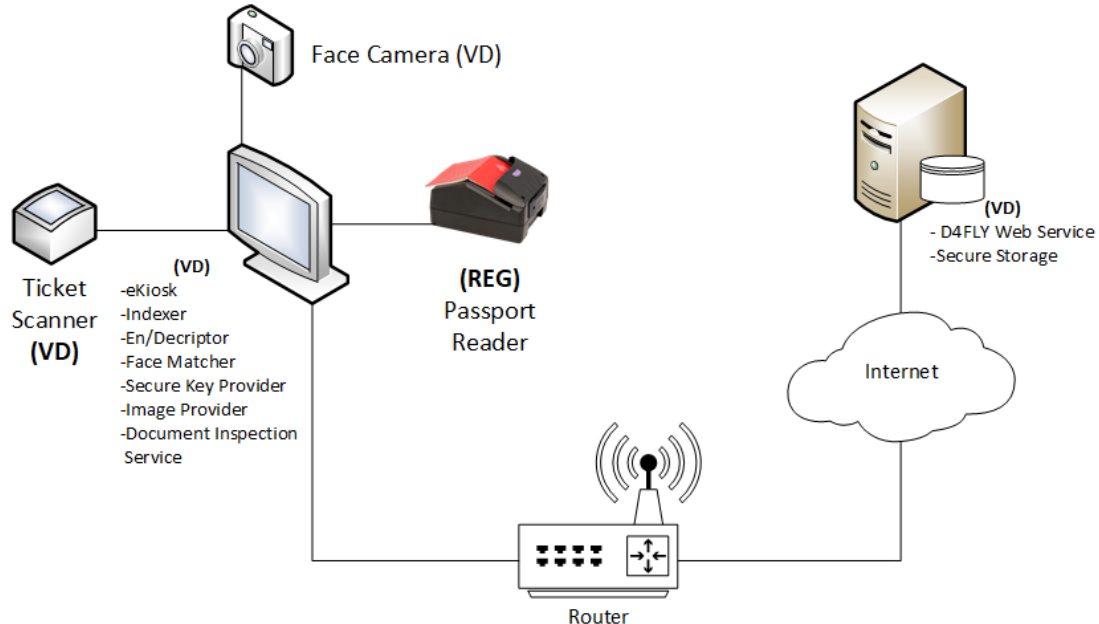 Face Camera (VD)
Ticket
Scanner
(VD)
(VD)
-eKiosk
-Indexer
-En/Decriptor
-Face Matcher
-Secure Key Provider
-Image Provider
-Document Inspection
Service
(REG)
Passport
Reader
(VD)
- D4FLY Web Service
-Secure Storage
Internet
Router